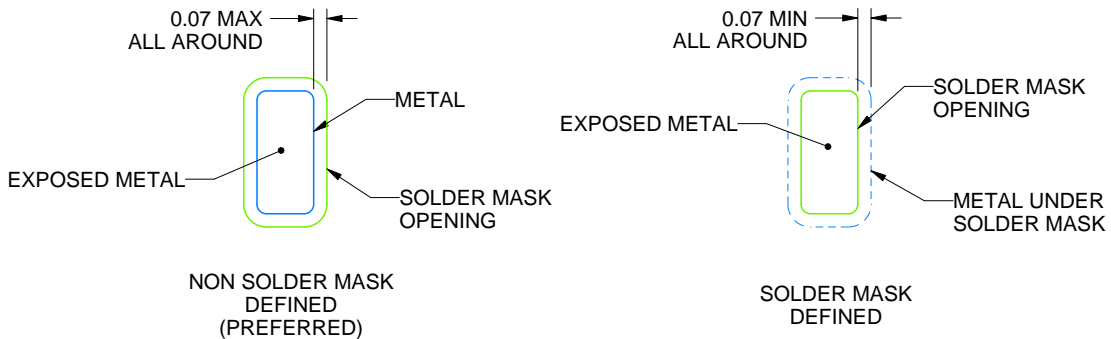 0.07 MAX
ALL AROUND
METAL
EXPOSED METAL
SOLDER MASK
OPENING
NON SOLDER MASK
DEFINED
(PREFERRED)
0.07 MIN
ALL AROUND
SOLDER MASK
OPENING
EXPOSED METAL
METAL UNDER
SOLDER MASK
SOLDER MASK
DEFINED